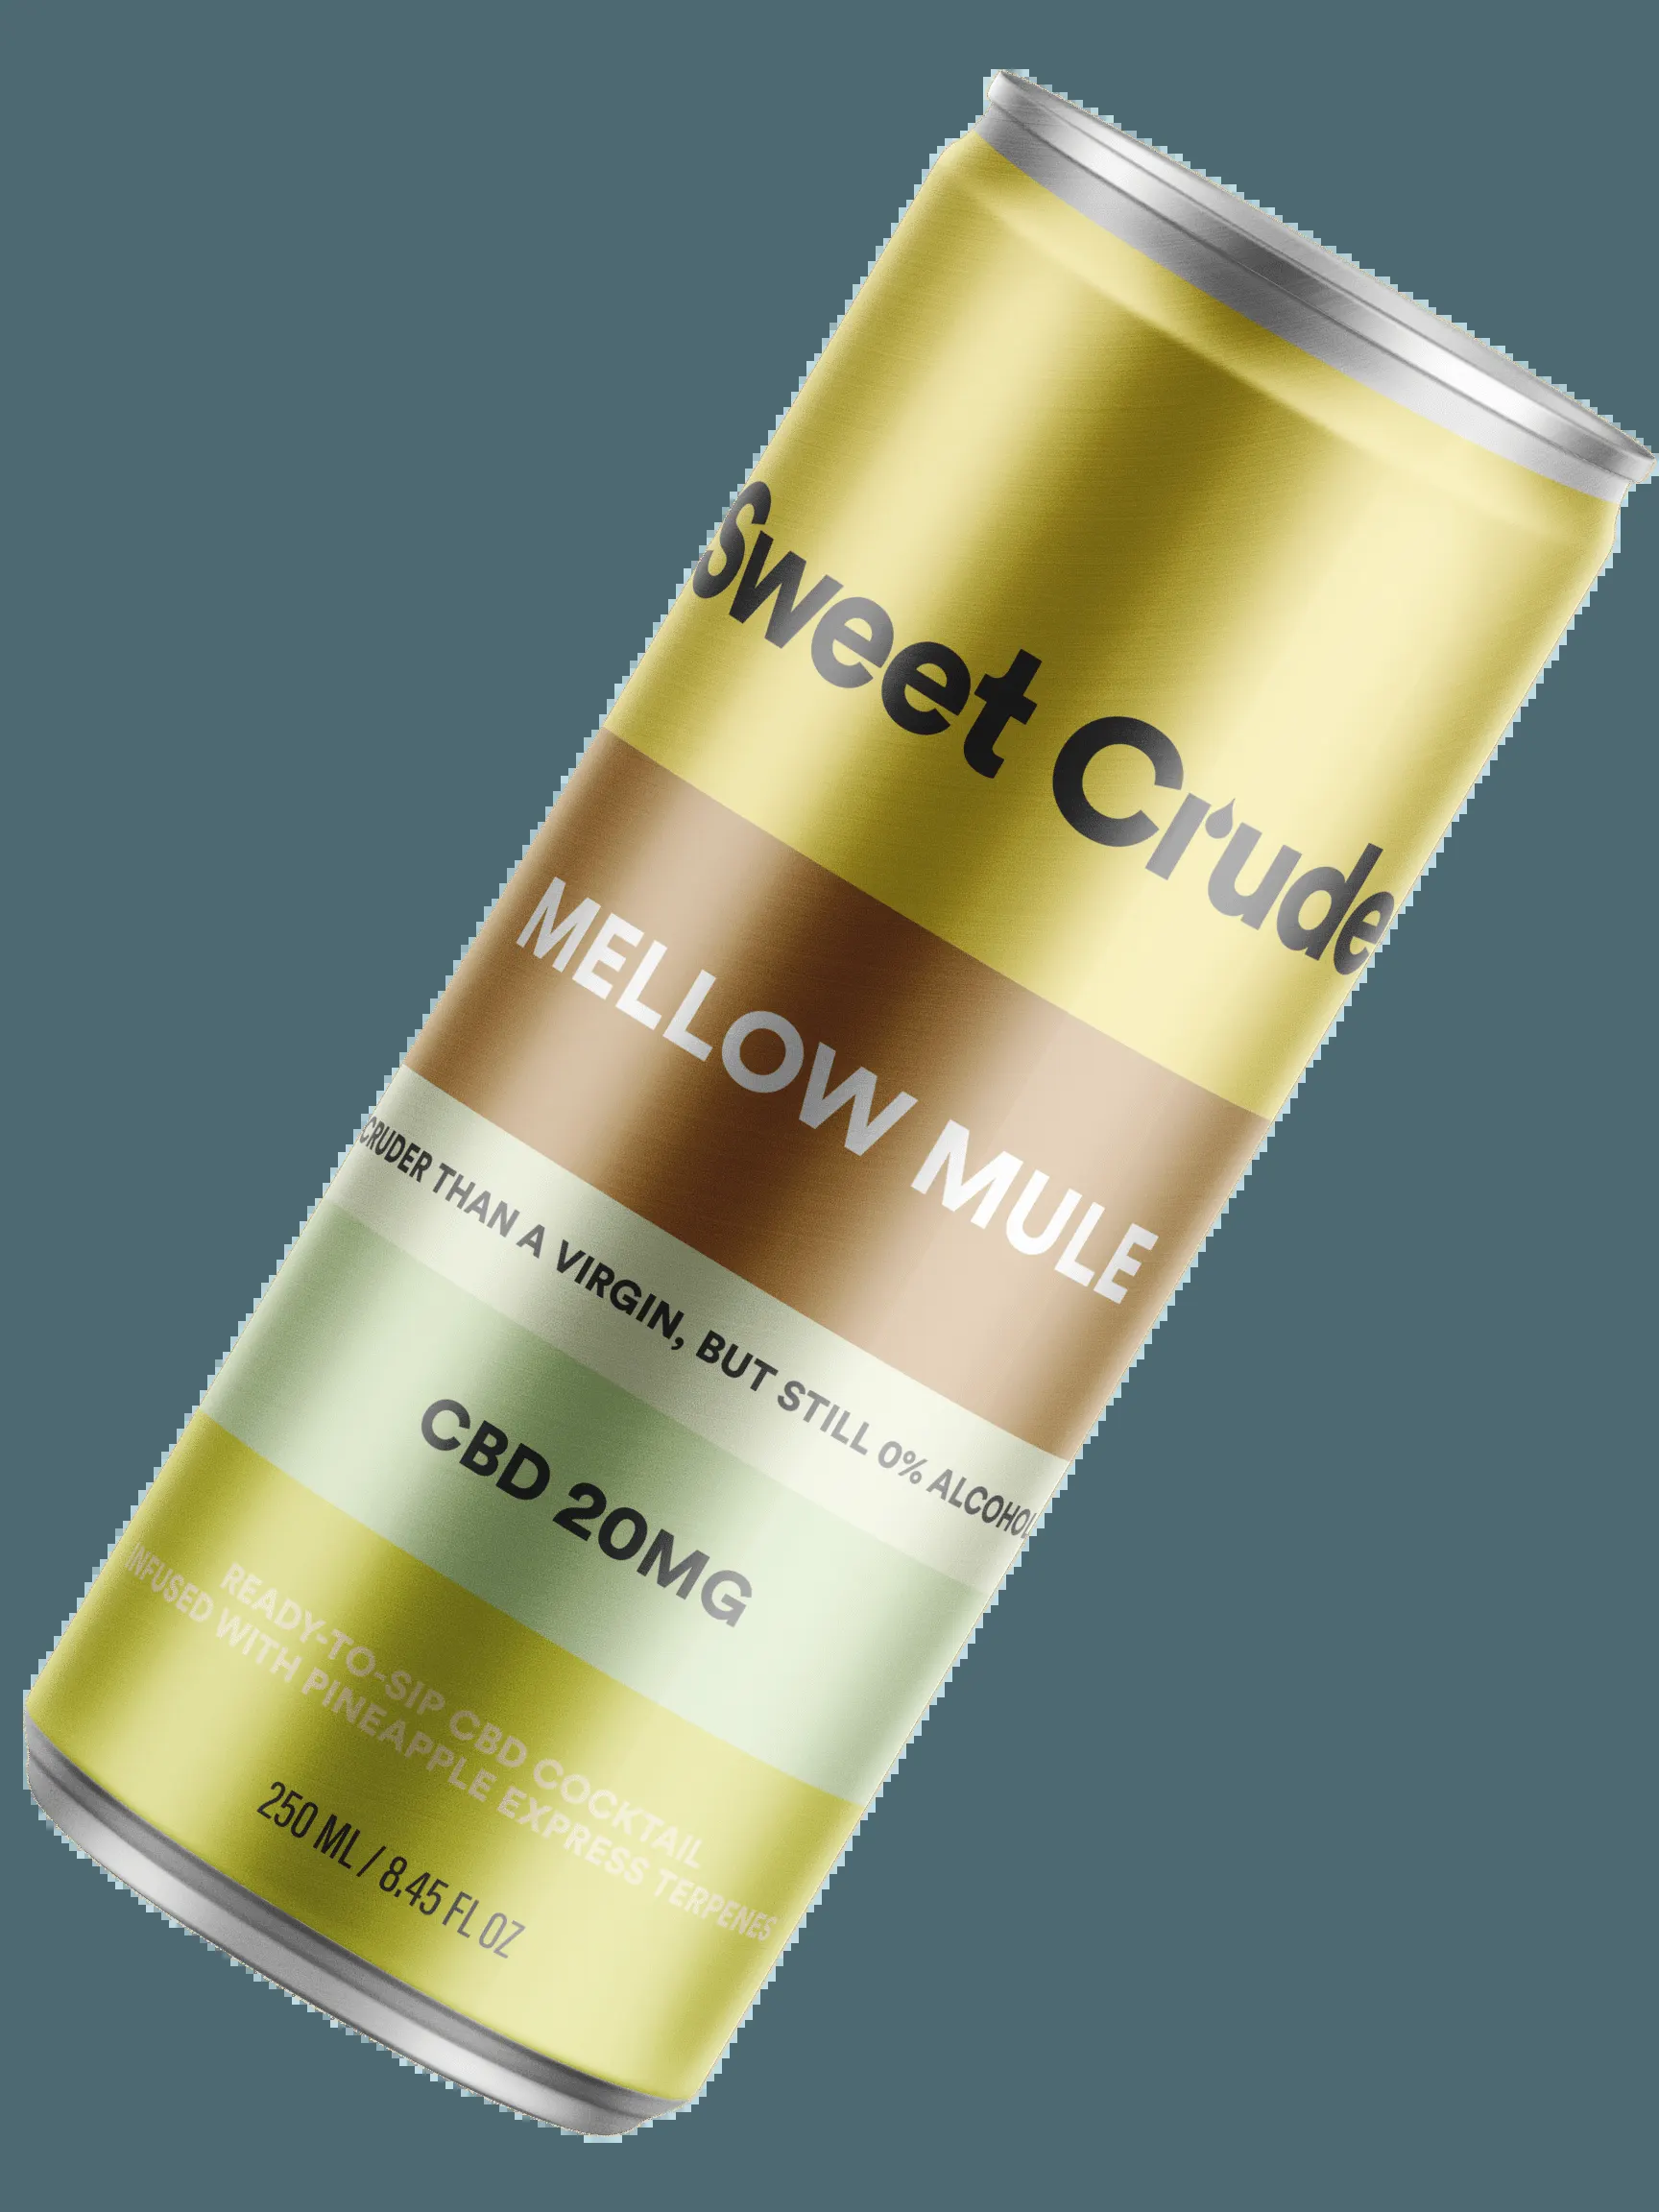 Sweet Crude
MELLOW MULE
CRUDER THAN A VIRGIN, BUT STILL 0% ALCOHOL
CBD 20MG
READY-TO-SIP CBD COCKTAIL
INFUSED WITH PINEAPPLE EXPRESS TERPENES
250 ML / 8.45 FL OZ